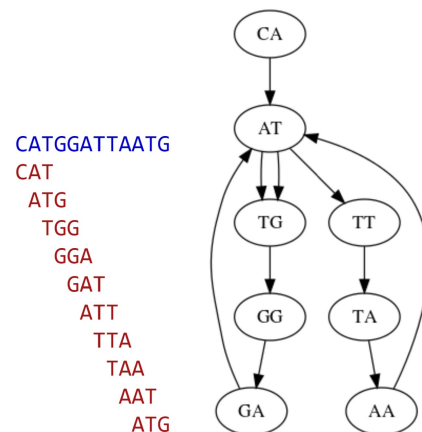 CATGGATTAATG
CAT
ATG
TGG
GGA
GAT
ATT
TTA
TAA
AAT
ATG
CA
AT
TG
TT
GG
TA
GA
AA